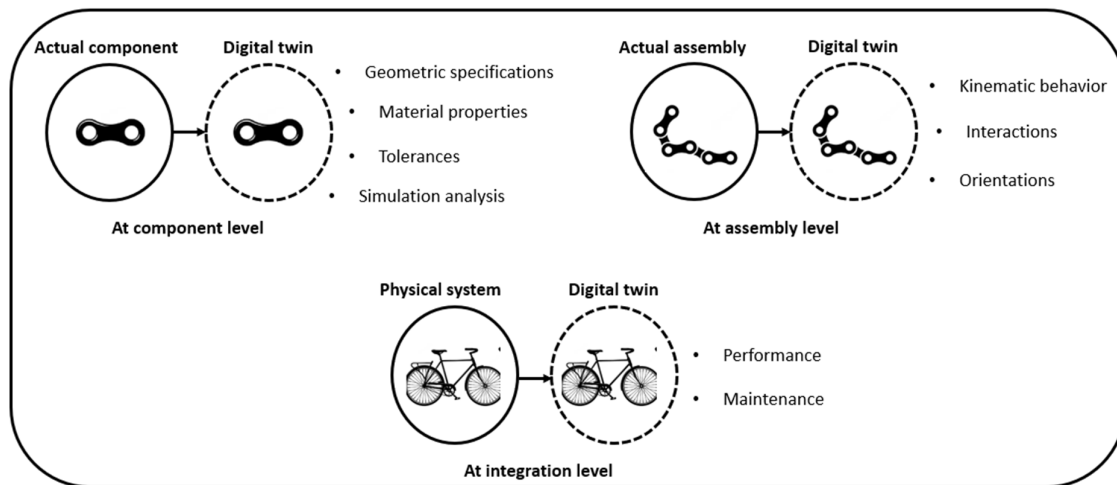 Actual component
Digital twin
• Geometric specifications
• Material properties
• Tolerances
• Simulation analysis
At component level
Actual assembly
Digital twin
• Kinematic behavior
• Interactions
• Orientations
At assembly level
Physical system
Digital twin
• Performance
• Maintenance
At integration level